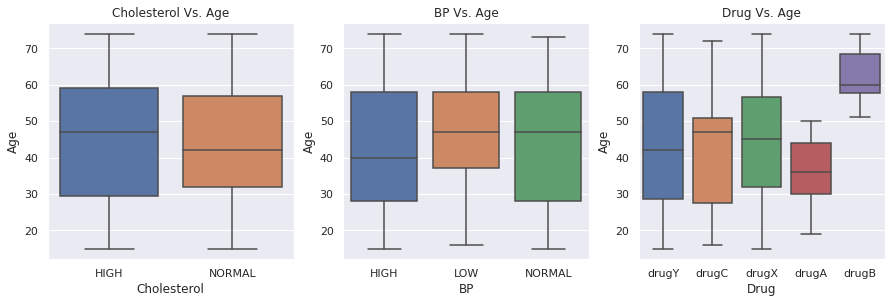 Cholesterol Vs. Age
Age
70
60
50
40
30
20
HIGH NORMAL
Cholesterol
BP Vs. Age
Age
70
60
50
40
30
20
HIGH LOW NORMAL
BP
Drug Vs. Age
Age
70
60
50
40
30
20
drugY drugC drugX drugA drugB
Drug